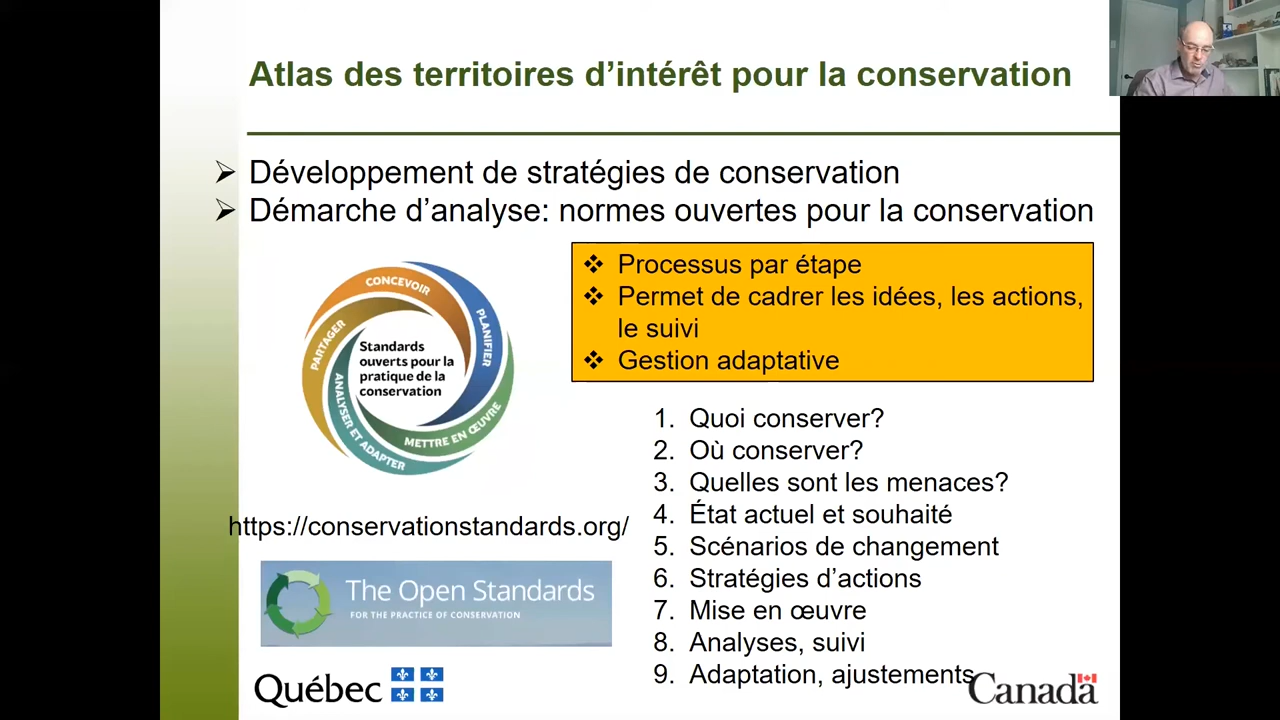 Atlas des territoires d’intérêt pour la conservation
Développement de stratégies de conservation
Démarche d’analyse: normes ouvertes pour la conservation
Processus par étape
Permet de cadrer les idées, les actions,
le suivi
Gestion adaptative
CONCEVOIR
PLANIFIER
METTRE EN ŒUVRE
ANALYSER ET ADAPTER
PARTAGER
Standards
ouverts pour la
pratique de la
conservation
https://conservationstandards.org/
The Open Standards
FOR THE PRACTICE OF CONSERVATION
1. Quoi conserver?
2. Où conserver?
3. Quelles sont les menaces?
4. État actuel et souhaité
5. Scénarios de changement
6. Stratégies d’actions
7. Mise en œuvre
8. Analyses, suivi
9. Adaptation, ajustements
Québec
Canada